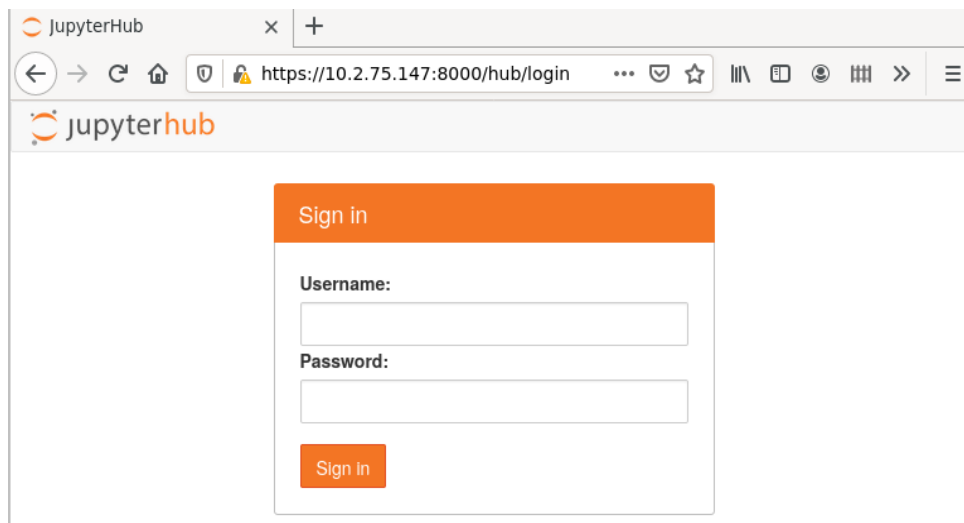 JupyterHub
https://10.2.75.147:8000/hub/login
jupyterhub
Sign in
Username:
Password:
Sign in